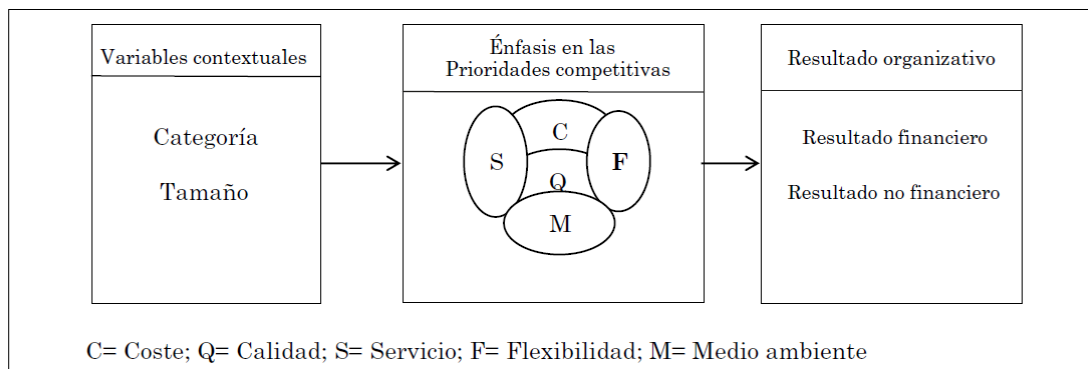 Variables contextuales
Categoría
Tamaño
Énfasis en las
Prioridades competitivas
C
S
F
Q
M
Resultado organizativo
Resultado financiero
Resultado no financiero
C= Coste; Q= Calidad; S= Servicio; F= Flexibilidad; M= Medio ambiente